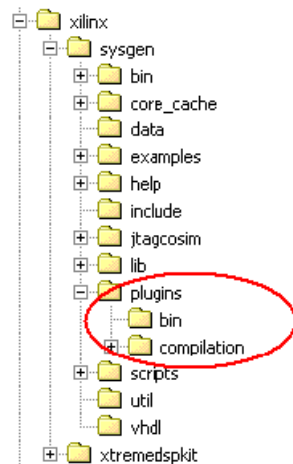 xilinx
sysgen
bin
core_cache
data
examples
help
include
jtagcosim
lib
plugins
bin
compilation
scripts
util
vhdl
xtremedspkit